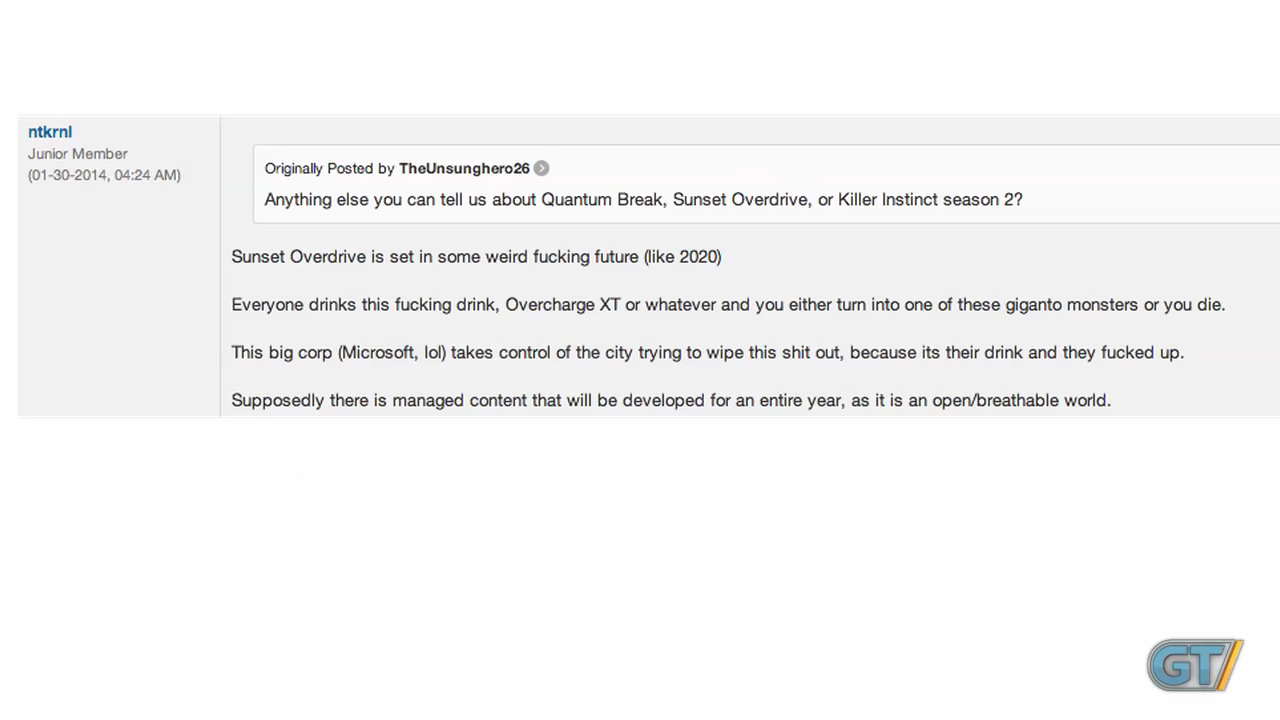 ntkrnl
Junior Member
(01-30-2014, 04:24 AM)
Originally Posted by TheUnsunghero26
Anything else you can tell us about Quantum Break, Sunset Overdrive, or Killer Instinct season 2?
Sunset Overdrive is set in some weird fucking future (like 2020)
Everyone drinks this fucking drink, Overcharge XT or whatever and you either turn into one of these giganto monsters or you die.
This big corp (Microsoft, lol) takes control of the city trying to wipe this shit out, because its their drink and they fucked up.
Supposedly there is managed content that will be developed for an entire year, as it is an open/breathable world.
GT